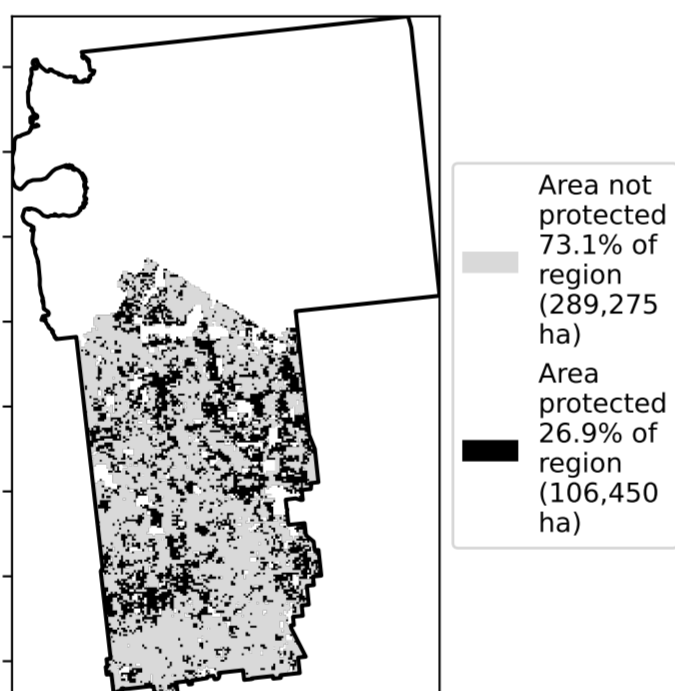 Area not
protected
73.1% of
region
(289,275
ha)
Area
protected
26.9% of
region
(106,450
ha)